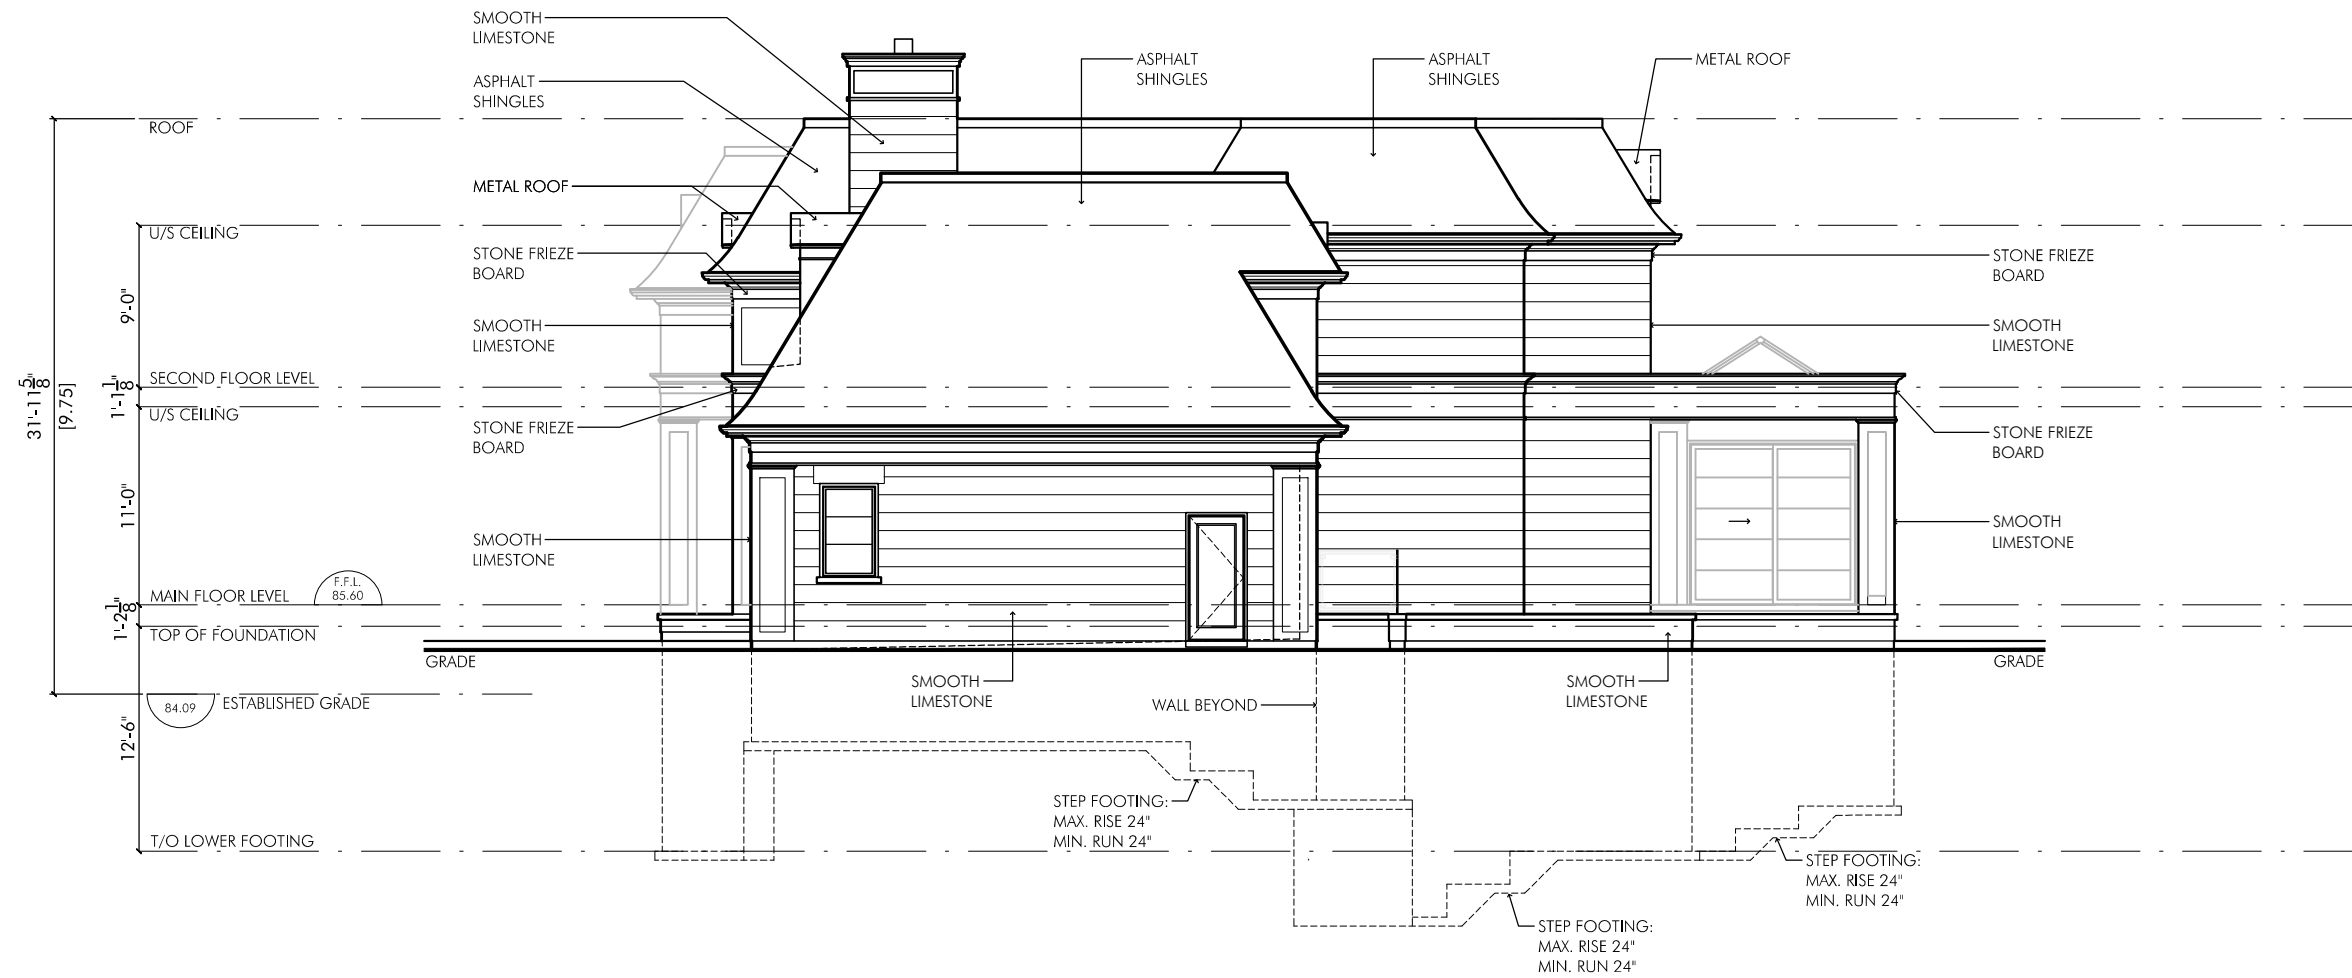 SMOOTH
LIMESTONE
ASPHALT
SHINGLES
ASPHALT
SHINGLES
ASPHALT
SHINGLES
METAL ROOF
ROOF
METAL ROOF
U/S CEILING
STONE FRIEZE
BOARD
STONE FRIEZE
BOARD
9'-0"
SMOOTH
LIMESTONE
SMOOTH
LIMESTONE
SECOND FLOOR LEVEL
1'-1 1/8"
U/S CEILING
31'-11 5/8"
[9.75]
STONE FRIEZE
BOARD
STONE FRIEZE
BOARD
11'-0"
SMOOTH
LIMESTONE
SMOOTH
LIMESTONE
F.F.L.
85.60
MAIN FLOOR LEVEL
1'-2 1/8"
TOP OF FOUNDATION
GRADE
GRADE
SMOOTH
LIMESTONE
SMOOTH
LIMESTONE
WALL BEYOND
84.09
ESTABLISHED GRADE
12'-6"
STEP FOOTING:
MAX. RISE 24"
MIN. RUN 24"
T/O LOWER FOOTING
STEP FOOTING:
MAX. RISE 24"
MIN. RUN 24"
STEP FOOTING:
MAX. RISE 24"
MIN. RUN 24"